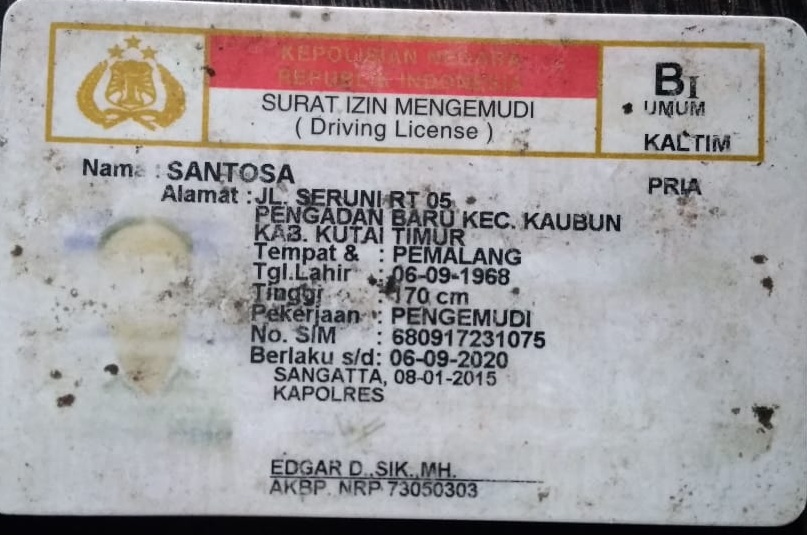 KEPOLISIAN NEGARA
REPUBLIK INDONESIA
SURAT IZIN MENGEMUDI
( Driving License )
BI
UMUM
KALTIM
Nama : SANTOSA
PRIA
Alamat : JL. SERUNI RT 05
PENGADAN BARU KEC. KAUBUN
KAB. KUTAI TIMUR
Tempat & : PEMALANG
Tgl.Lahir : 06-09-1968
Tinggi : 170 cm
Pekerjaan : PENGEMUDI
No. SIM : 680917231075
Berlaku s/d: 06-09-2020
SANGATTA, 08-01-2015
KAPOLRES
EDGAR D.,SIK.,MH.
AKBP. NRP 73050303